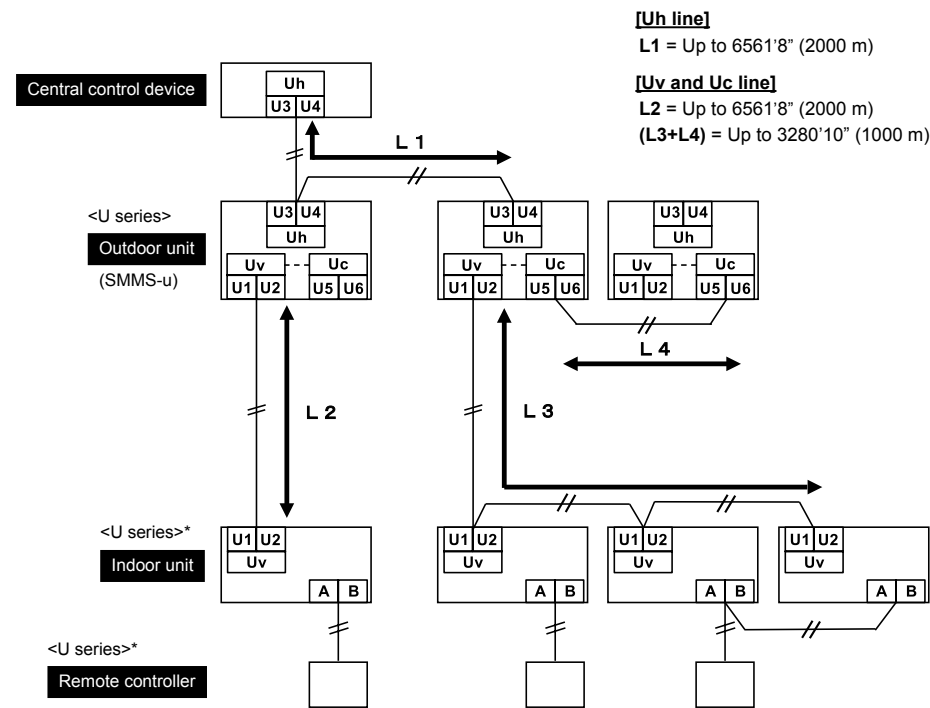 [Uh line]
L1 = Up to 6561'8" (2000 m)
[Uv and Uc line]
L2 = Up to 6561'8" (2000 m)
(L3+L4) = Up to 3280'10" (1000 m)
Central control device
Uh
U3 U4
L 1
<U series>
Outdoor unit
(SMMS-u)
U3 U4
Uh
Uv Uc
U1 U2 U5 U6
U3 U4
Uh
Uv Uc
U1 U2 U5 U6
U3 U4
Uh
Uv Uc
U1 U2 U5 U6
L 4
L 2
L 3
<U series>*
Indoor unit
U1 U2
Uv
A B
U1 U2
Uv
A B
U1 U2
Uv
A B
U1 U2
Uv
A B
<U series>*
Remote controller